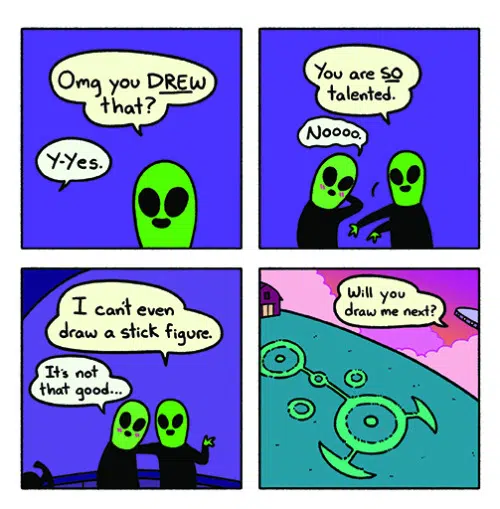 Omg you DREW
that?
Y-Yes.
You are SO
talented.
Noooo.
I can't even
draw a stick figure.
It's not
that good...
Will you
draw me next?